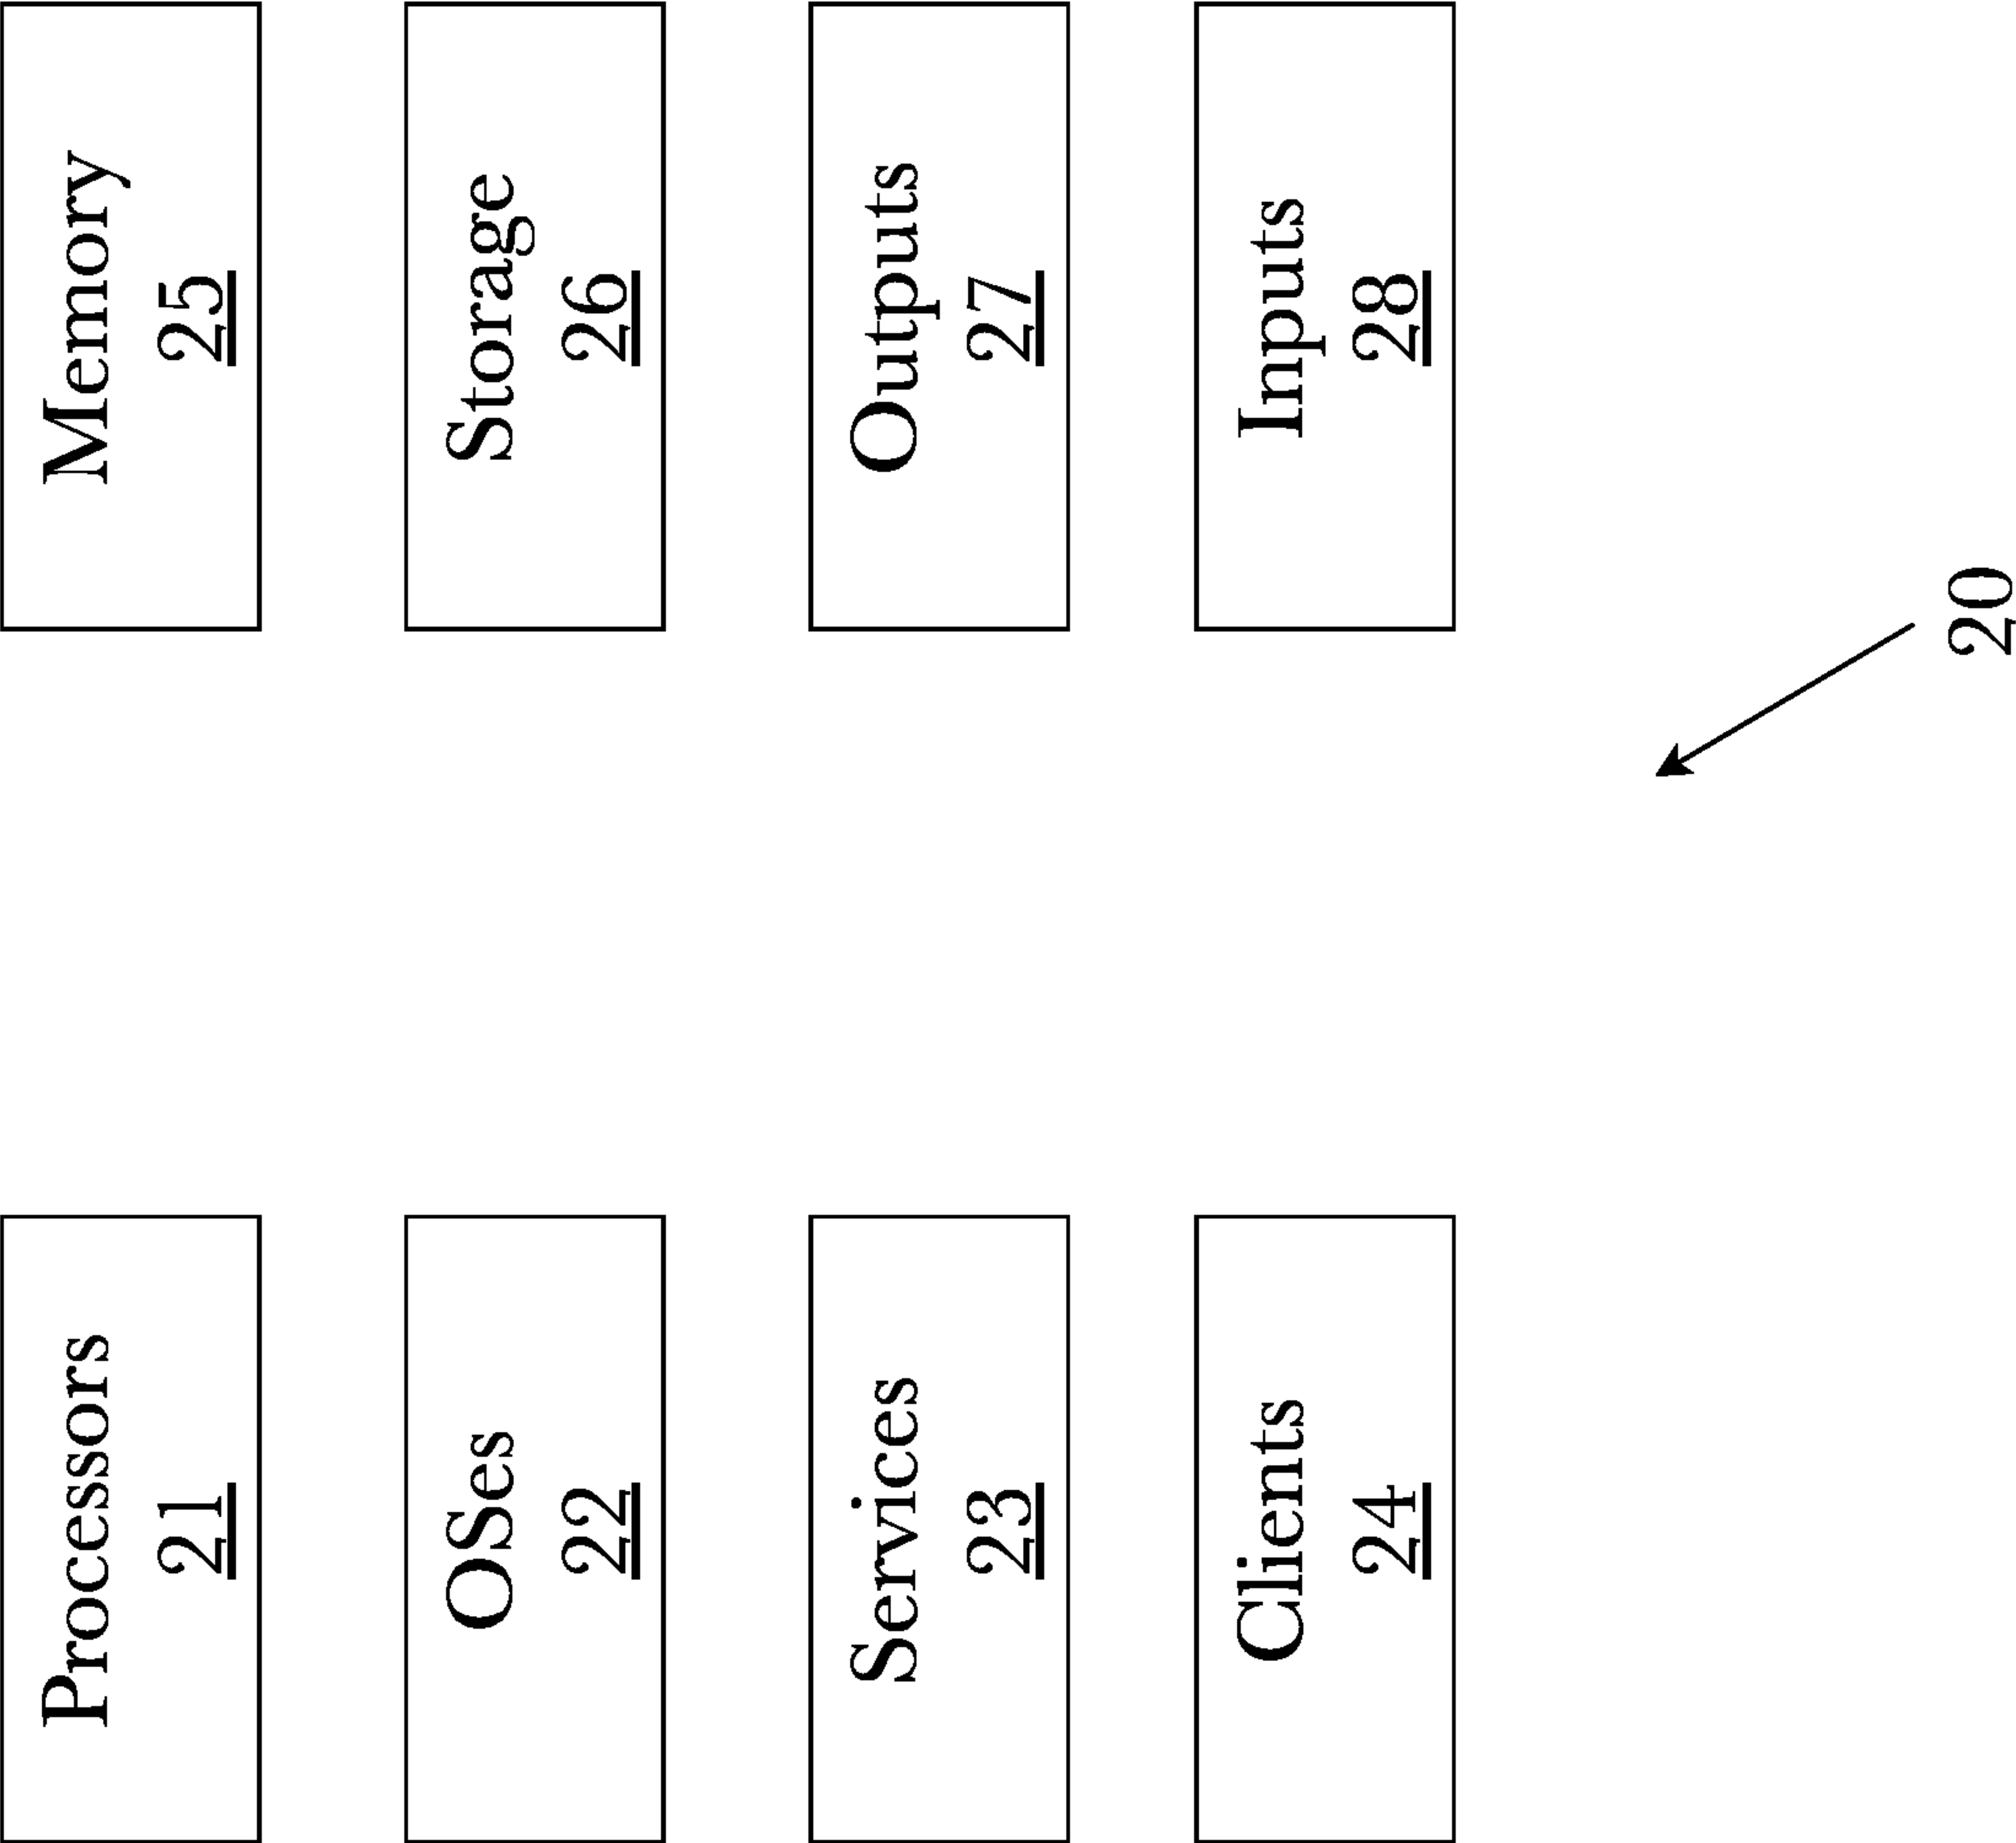 Processors
21
Memory
25
OSes
22
Storage
26
Services
23
Outputs
27
Clients
24
Inputs
28
20